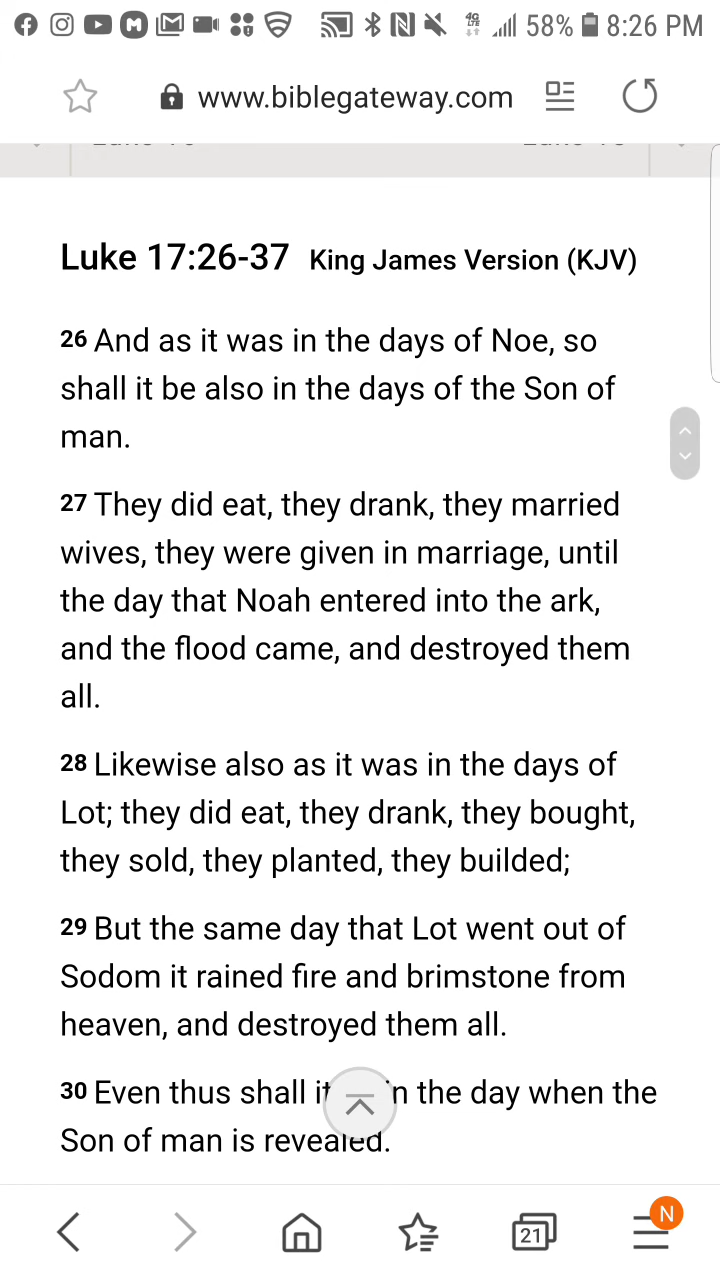 58% 8:26 PM
www.biblegateway.com
Luke 17:26-37 King James Version (KJV)
26 And as it was in the days of Noe, so
shall it be also in the days of the Son of
man.
27 They did eat, they drank, they married
wives, they were given in marriage, until
the day that Noah entered into the ark,
and the flood came, and destroyed them
all.
28 Likewise also as it was in the days of
Lot; they did eat, they drank, they bought,
they sold, they planted, they builded;
29 But the same day that Lot went out of
Sodom it rained fire and brimstone from
heaven, and destroyed them all.
30 Even thus shall it in the day when the
Son of man is revealed.
21 N